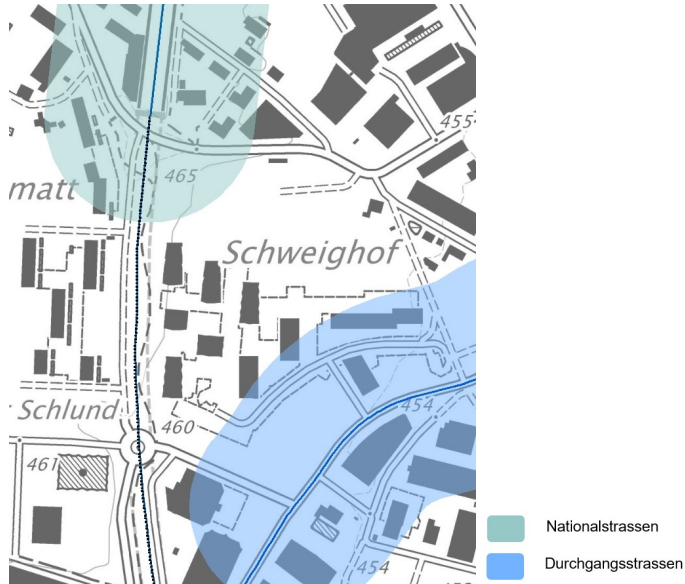 455
465
matt
Schweighof
454
Schlund
460
461
454
Nationalstrassen
Durchgangsstrassen